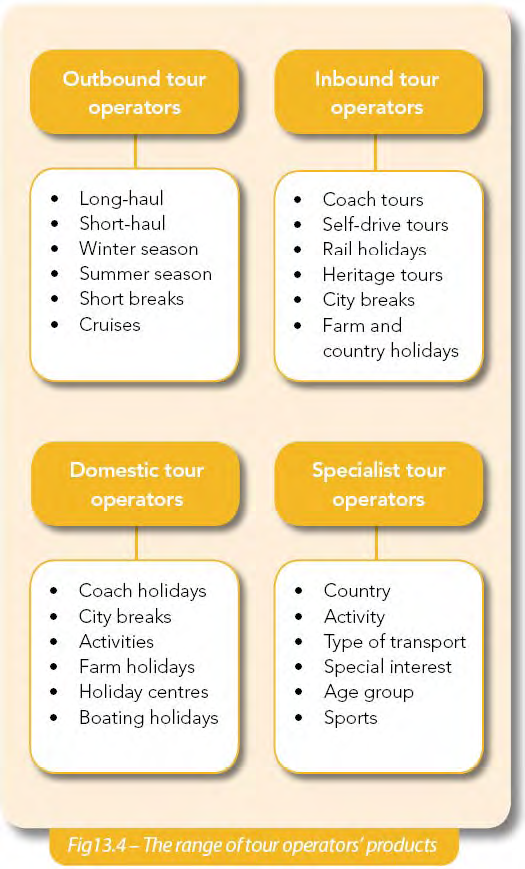 Outbound tour
operators
• Long-haul
• Short-haul
• Winter season
• Summer season
• Short breaks
• Cruises
Inbound tour
operators
• Coach tours
• Self-drive tours
• Rail holidays
• Heritage tours
• City breaks
• Farm and
country holidays
Domestic tour
operators
• Coach holidays
• City breaks
• Activities
• Farm holidays
• Holiday centres
• Boating holidays
Specialist tour
operators
• Country
• Activity
• Type of transport
• Special interest
• Age group
• Sports
Fig13.4 – The range of tour operators' products